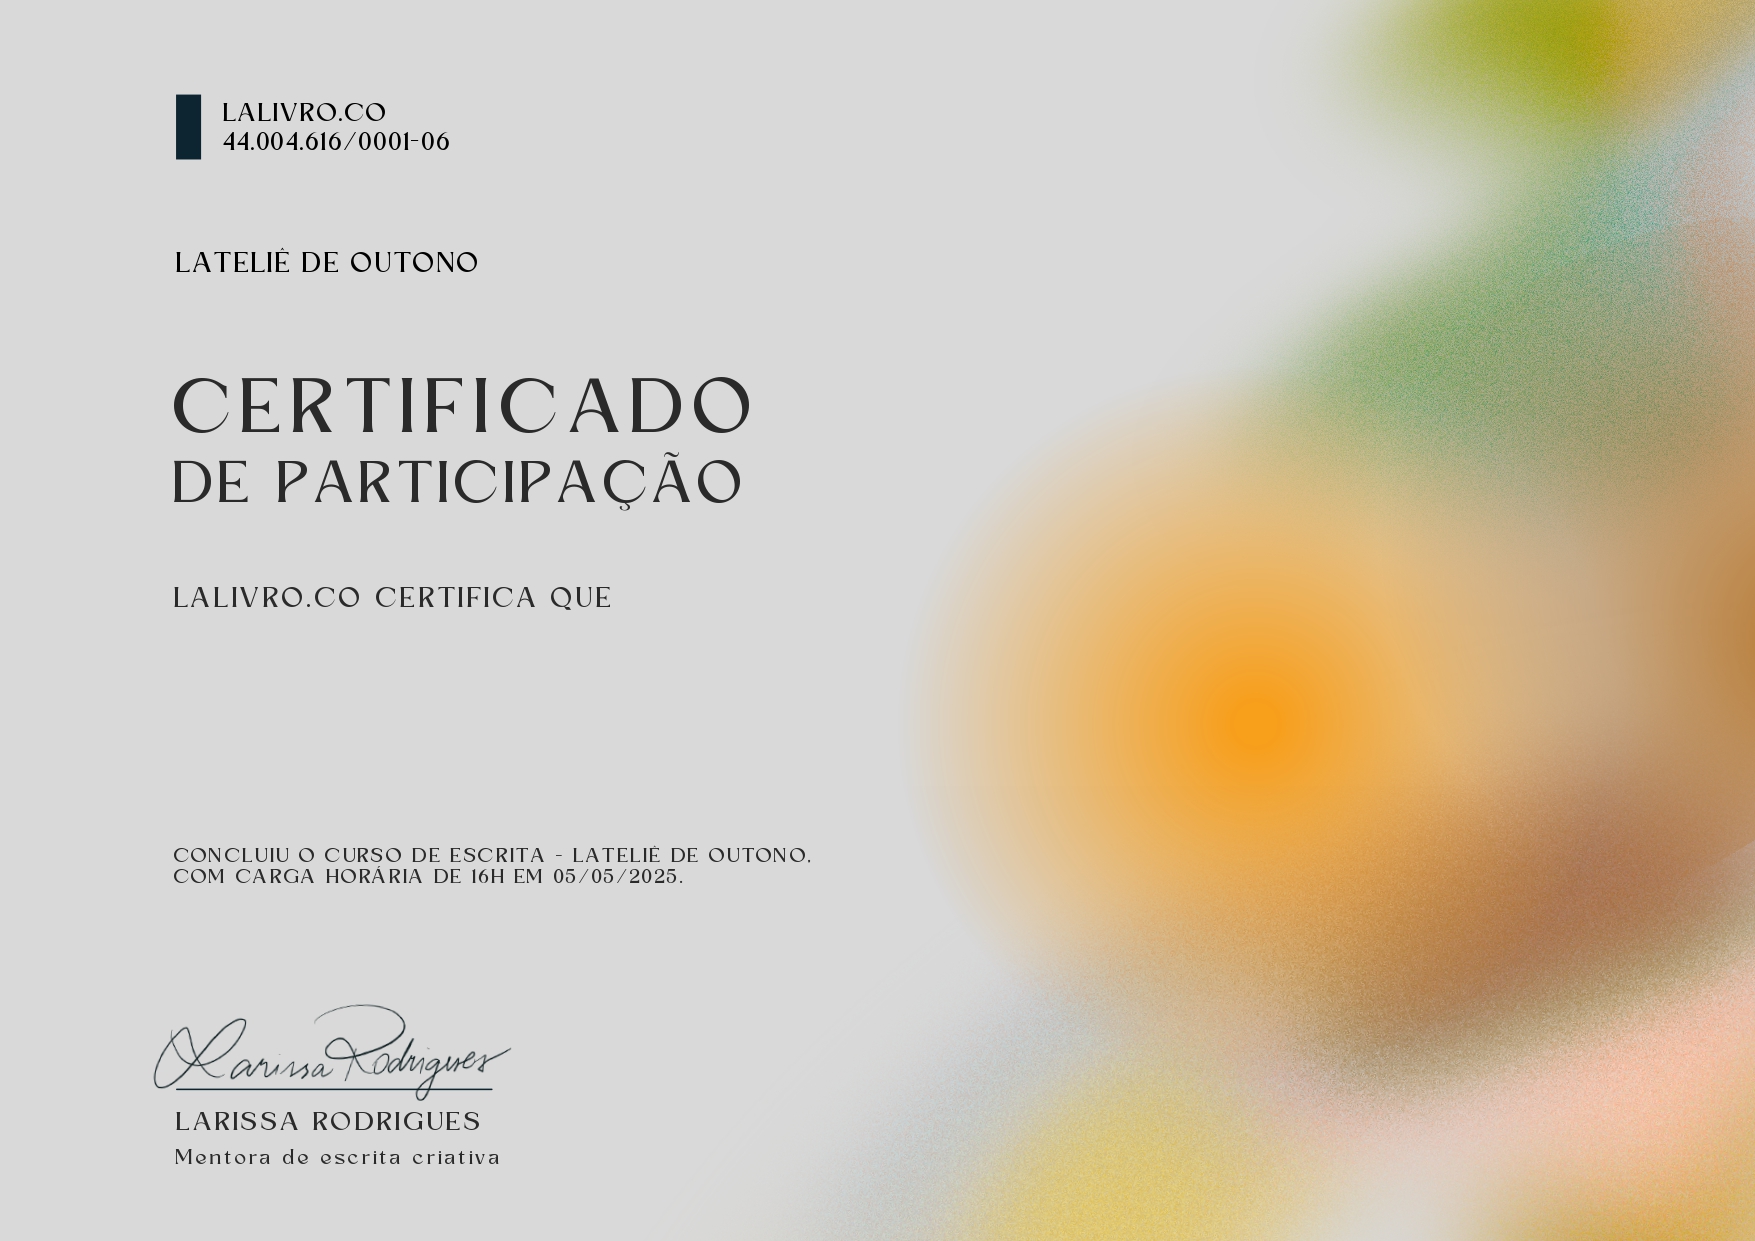 LALIVRO.CO
44.004.616/0001-06
LATELIÊ DE OUTONO
CERTIFICADO
DE PARTICIPAÇÃO
LALIVRO.CO CERTIFICA QUE
CONCLUIU O CURSO DE ESCRITA - LATELIÊ DE OUTONO,
COM CARGA HORÁRIA DE 16H EM 05/05/2025.
Larissa Rodrigues
LARISSA RODRIGUES
Mentora de escrita criativa